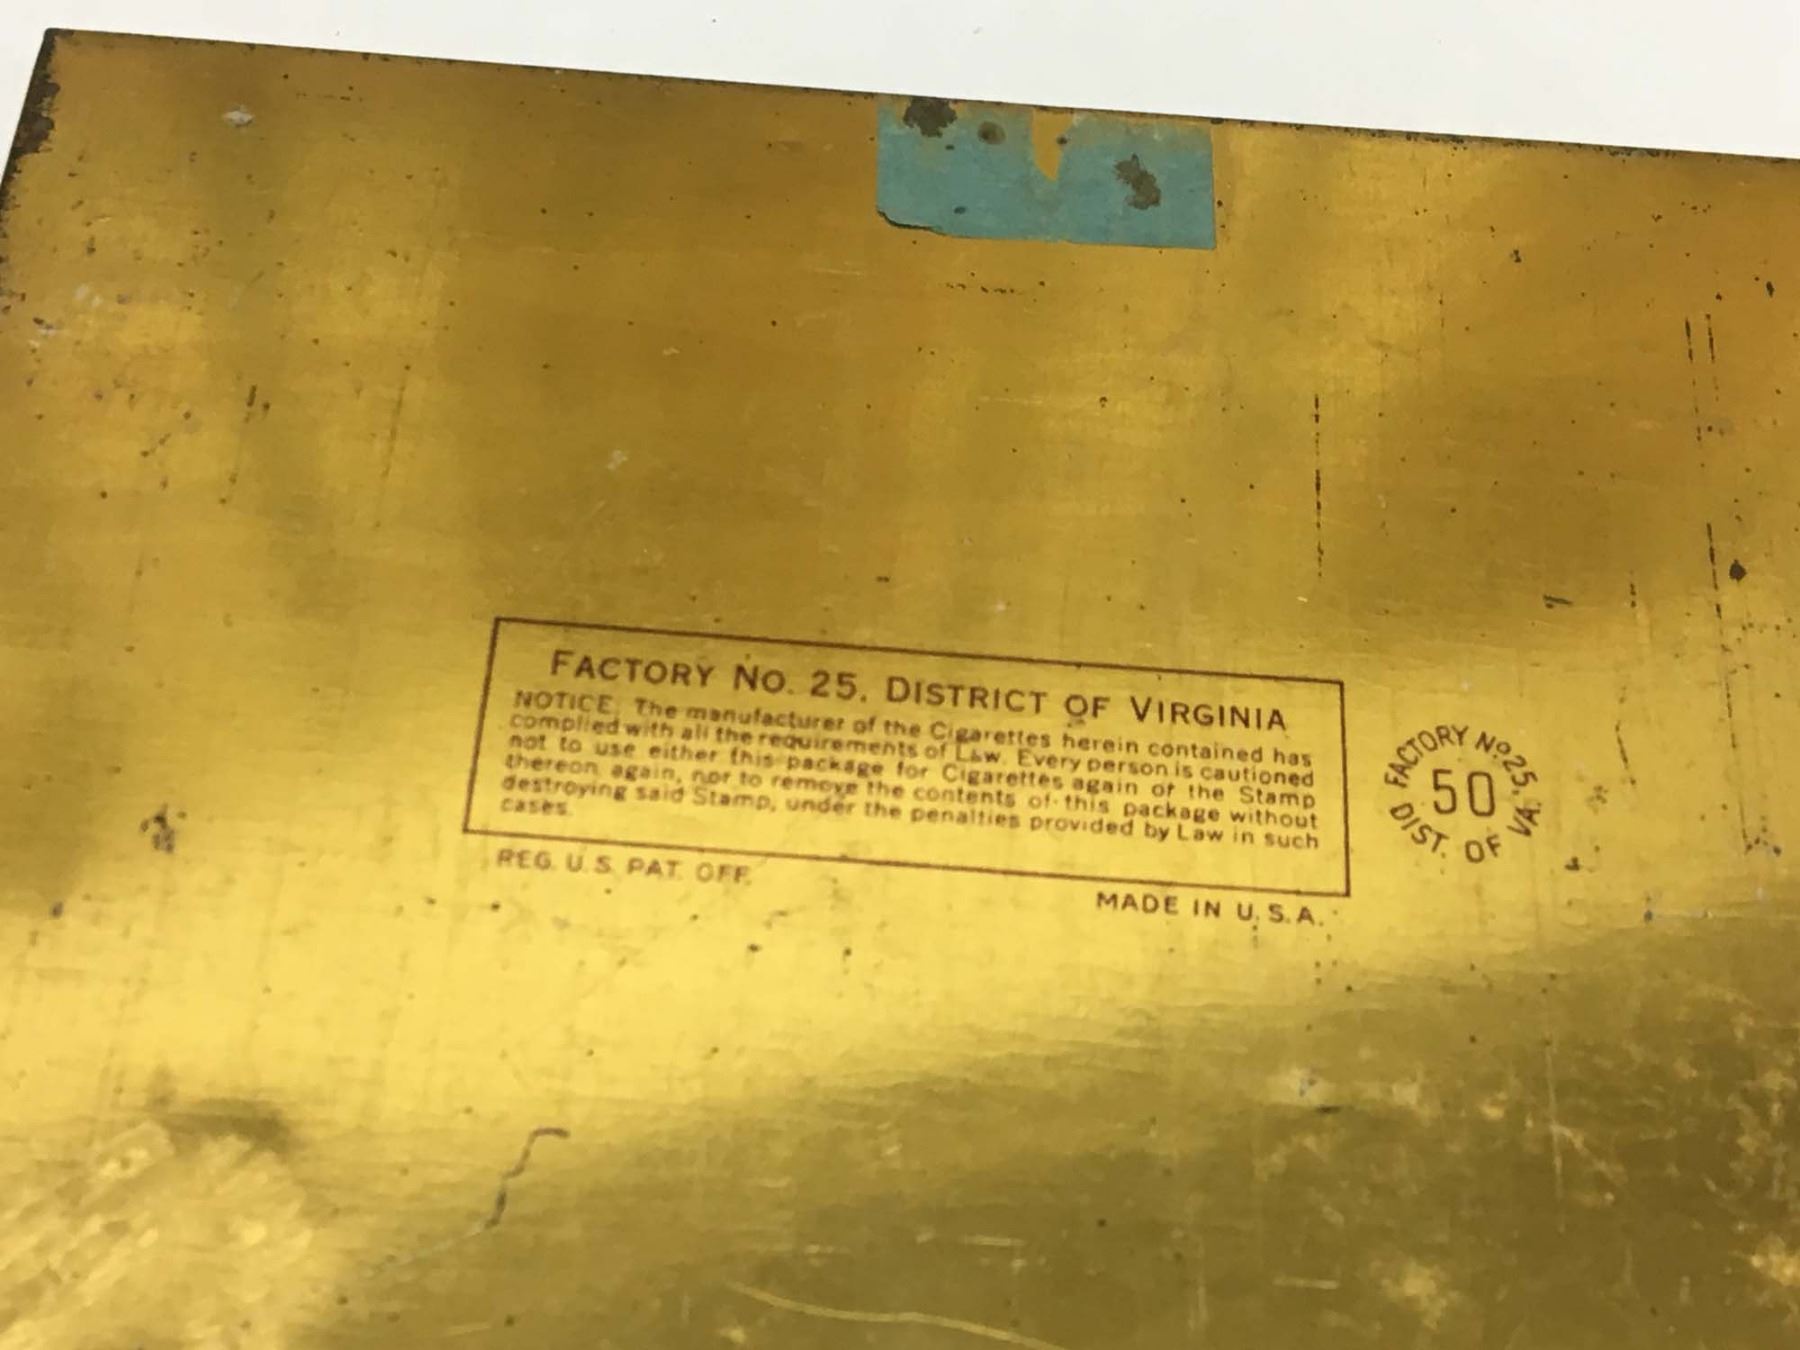 FACTORY NO. 25. DISTRICT OF VIRGINIA
NOTICE: The manufacturer of the Cigarettes herein contained has
complied with all the requirements of Law. Every person is cautioned
not to use either this package for Cigarettes again or the Stamp
thereon again, nor to remove the contents of this package without
destroying said Stamp, under the penalties provided by Law in such
cases.
REG. U.S. PAT. OFF.
MADE IN U.S.A.
FACTORY No. 25,
50
DIST. OF VA.